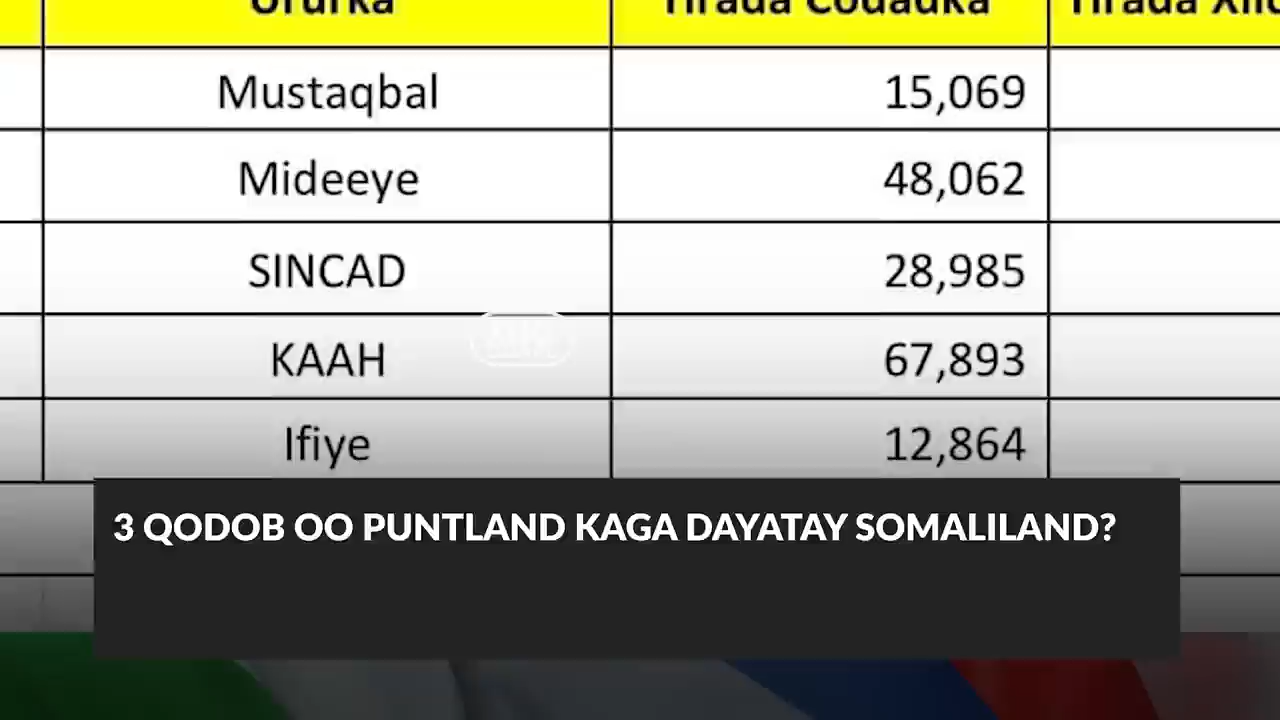 Ururka Tirada Codadka Tirada
Mustaqbal 15,069
Mideeye 48,062
SINCAD 28,985
KAAH 67,893
Ifiye 12,864
3 QODOB OO PUNTLAND KAGA DAYATAY SOMALILAND?